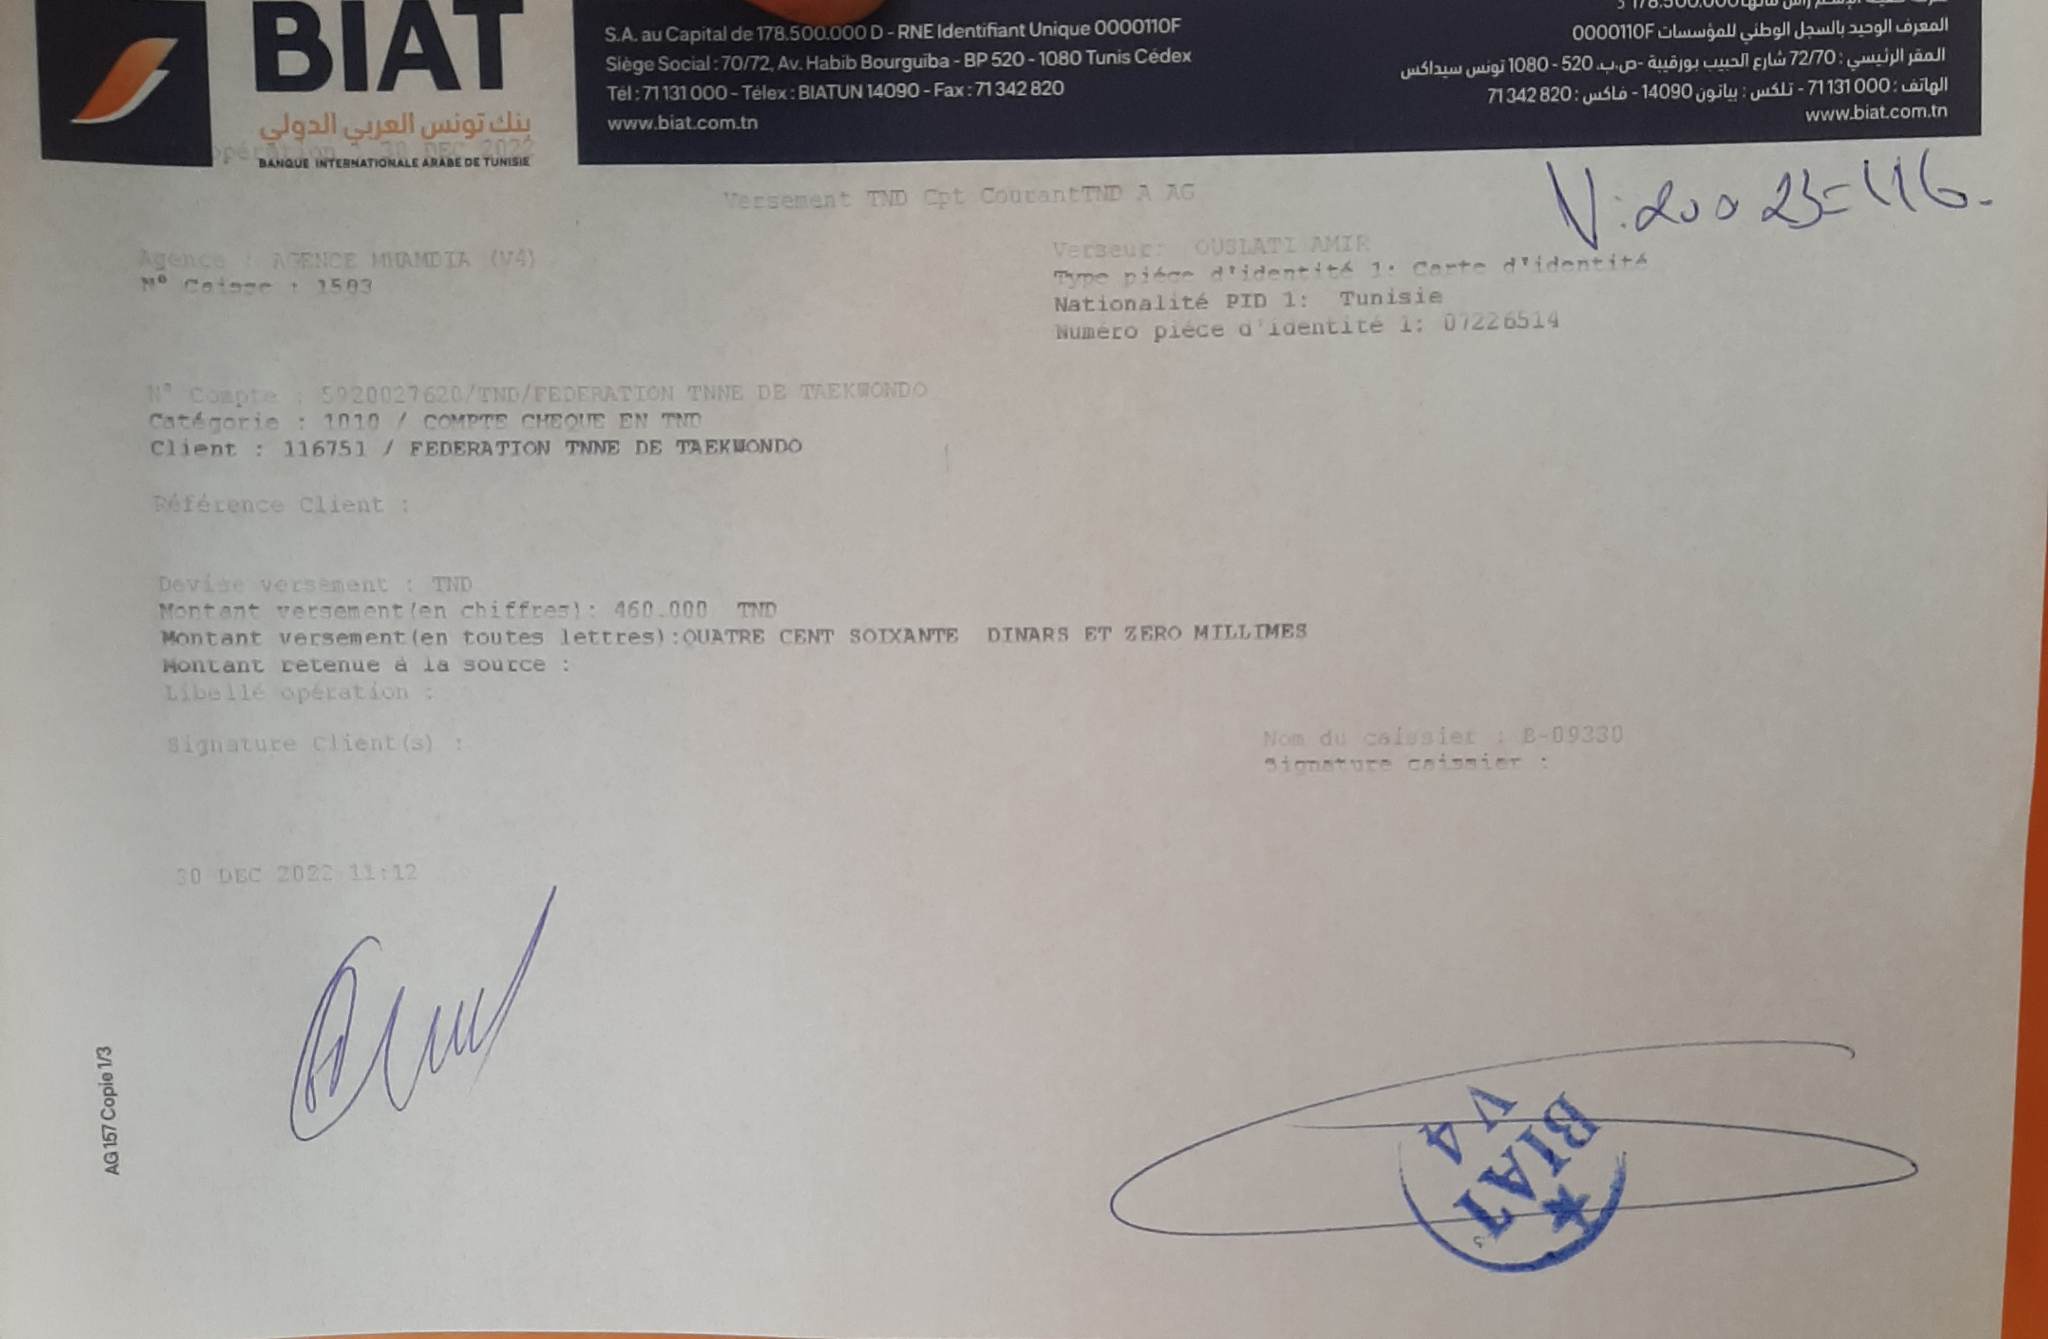 BIAT
بنك تونس العربي الدولي
BANQUE INTERNATIONALE ARABE DE TUNISIE
S.A. au Capital de 178.500.000 D - RNE Identifiant Unique 0000110F
Siège Social : 70/72, Av. Habib Bourguiba - BP 520 - 1080 Tunis Cédex
Tél : 71 131 000 - Télex : BIATUN 14090 - Fax : 71 342 820
www.biat.com.tn
178.500.000
المعرف الوحيد بالسجل الوطني للمؤسسات 0000110F
المقر الرئيسي : 72/70 شارع الحبيب بورقيبة -ص.ب. 520 - 1080 تونس سيداكس
الهاتف : 71 131 000 - تلكس : بياتون 14090 - فاكس : 71 342 820
www.biat.com.tn
opération : 30 DEC 2022
Versement TND Cpt CourantTND A AG
Agence : AGENCE MHAMDIA (V4)
N° Caisse : 1503
Verseur: OUSLATI AMIR
Type piéce d'identité 1: Carte d'identité
Nationalité PID 1: Tunisie
Numéro piéce d'identité 1: 07226514
N° Compte : 5920027620/TND/FEDERATION TNNE DE TAEKWONDO
Catégorie : 1010 / COMPTE CHEQUE EN TND
Client : 116751 / FEDERATION TNNE DE TAEKWONDO
Référence Client :
Devise versement : TND
Montant versement(en chiffres): 460.000 TND
Montant versement(en toutes lettres):QUATRE CENT SOIXANTE DINARS ET ZERO MILLIMES
Montant retenue à la source :
Libellé opération :
Signature Client(s) :
Nom du caissier : B-09330
Signature caissier :
30 DEC 2022 11:12
AG 157 Copie 1/3
BIAT
V4